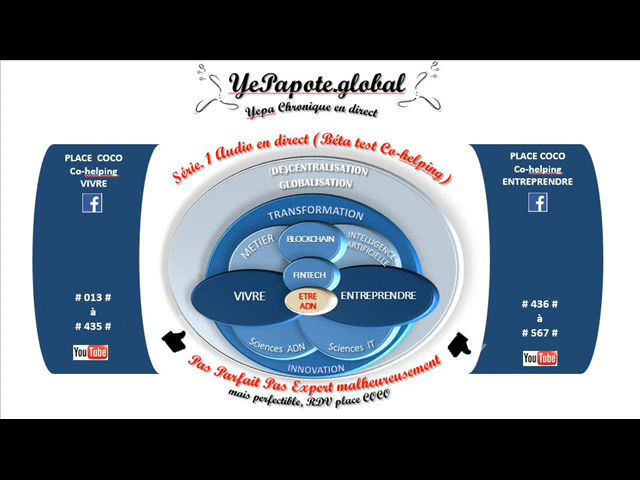 YePapote.global
Yepa Chronique en direct
Série, 1 Audio en direct (Béta test Co-helping)
PLACE COCO
Co-helping
VIVRE
# 013 #
à
# 435 #
YouTube
(DE)CENTRALISATION
GLOBALISATION
TRANSFORMATION
METIER
BLOCKCHAIN
INTELLIGENCE
ARTIFICIELLE
FINTECH
VIVRE
ETRE
ADN
ENTREPRENDRE
Sciences ADN
Sciences IT
INNOVATION
PLACE COCO
Co-helping
ENTREPRENDRE
# 436 #
à
# 567 #
YouTube
Pas Parfait Pas Expert malheureusement
mais perfectible, RDV place COCO